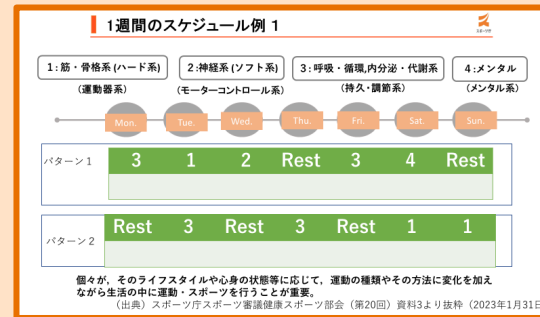 1週間のスケジュール例 1
スポーツ庁
1:筋・骨格系 (ハード系)
2:神経系 (ソフト系)
3:呼吸・循環,内分泌・代謝系
4:メンタル
(運動器系)
(モーターコントロール系)
(持久・調節系)
(メンタル系)
Mon. Tue. Wed. Thu. Fri. Sat. Sun.
パターン1 3 1 2 Rest 3 4 Rest
パターン2 Rest 3 Rest 3 Rest 1 1
個々が、そのライフスタイルや心身の状態等に応じて、運動の種類やその方法に変化を加え
ながら生活の中に運動・スポーツを行うことが重要。
(出典)スポーツ庁スポーツ審議健康スポーツ部会(第20回)資料3より抜粋(2023年1月31日